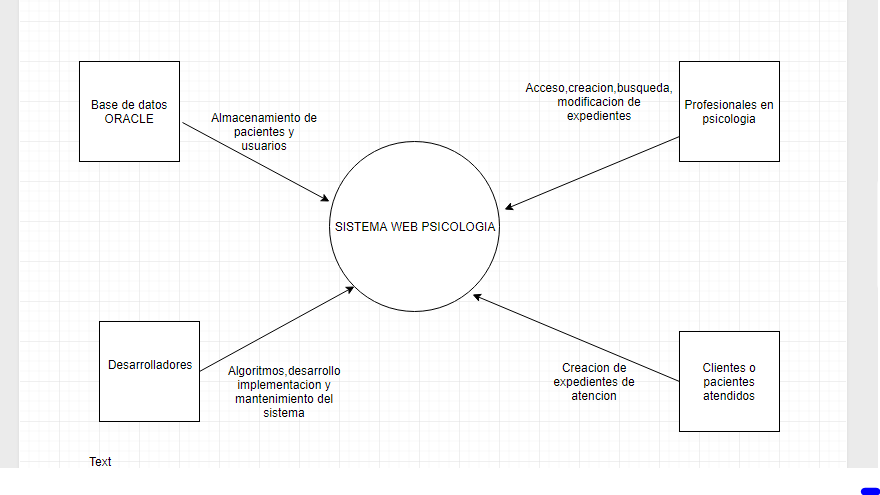 Base de datos
ORACLE
Almacenamiento de
pacientes y
usuarios
Acceso,creacion,busqueda,
modificacion de
expedientes
Profesionales en
psicologia
SISTEMA WEB PSICOLOGIA
Desarrolladores
Algoritmos,desarrollo
implementacion y
mantenimiento del
sistema
Creacion de
expedientes de
atencion
Clientes o
pacientes
atendidos
Text